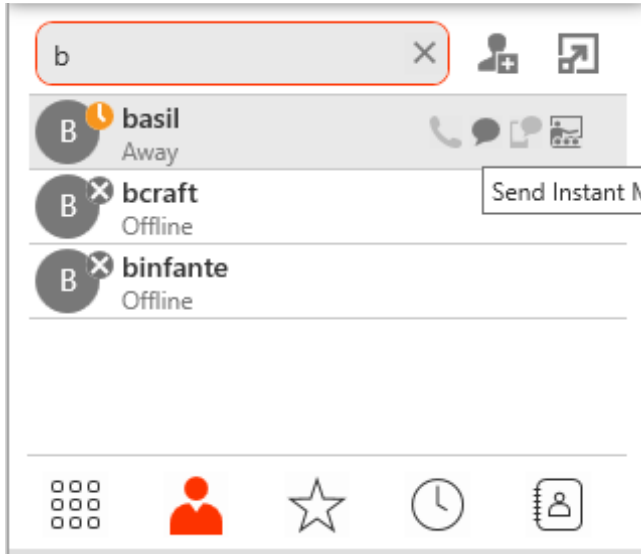 b
B basil
Away
B bcraft
Send Instant
Offline
B binfante
Offline